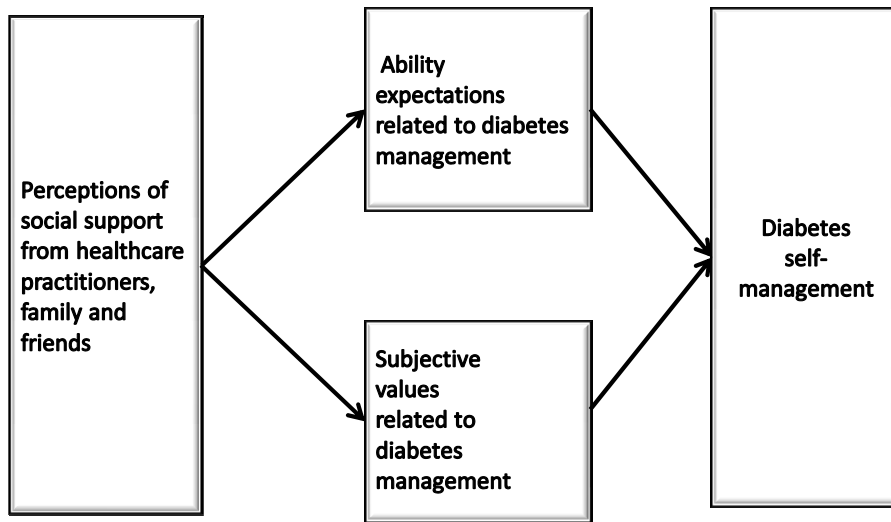 Perceptions of
social support
from healthcare
practitioners,
family and
friends
Ability
expectations
related to diabetes
management
Subjective
values
related to
diabetes
management
Diabetes
self-
management